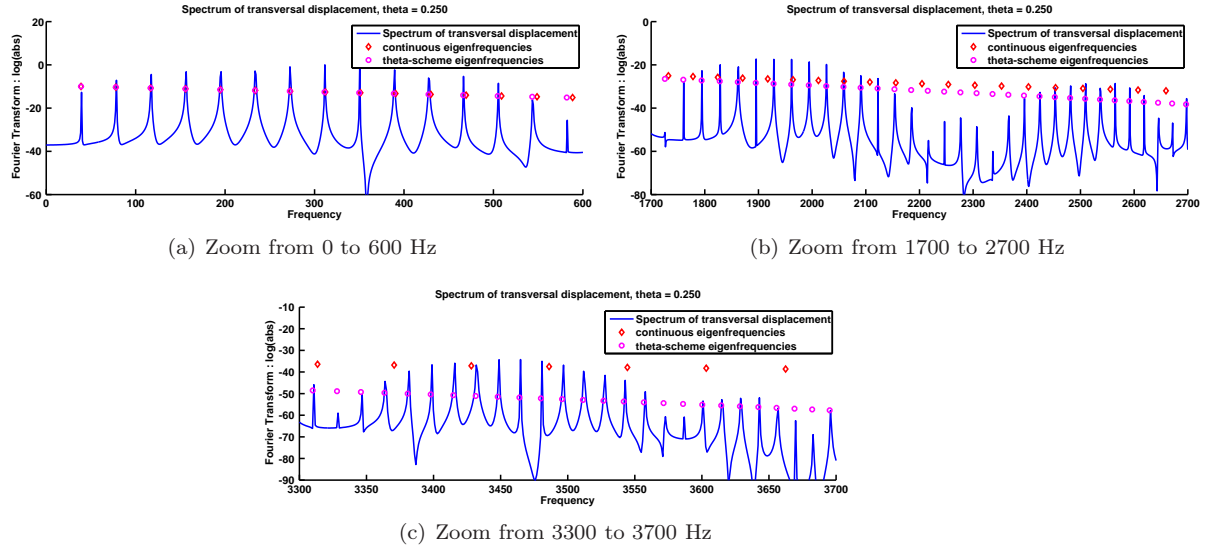 Spectrum of transversal displacement, theta = 0.250
20
0
-20
-40
-60
Fourier Transform : log(abs)
0 100 200 300 400 500 600
Frequency
Spectrum of transversal displacement
continuous eigenfrequencies
theta-scheme eigenfrequencies
(a) Zoom from 0 to 600 Hz
Spectrum of transversal displacement, theta = 0.250
0
-20
-40
-60
-80
Fourier Transform : log(abs)
1700 1800 1900 2000 2100 2200 2300 2400 2500 2600 2700
Frequency
Spectrum of transversal displacement
continuous eigenfrequencies
theta-scheme eigenfrequencies
(b) Zoom from 1700 to 2700 Hz
Spectrum of transversal displacement, theta = 0.250
-10
-20
-30
-40
-50
-60
-70
-80
-90
Fourier Transform : log(abs)
3300 3350 3400 3450 3500 3550 3600 3650 3700
Frequency
Spectrum of transversal displacement
continuous eigenfrequencies
theta-scheme eigenfrequencies
(c) Zoom from 3300 to 3700 Hz